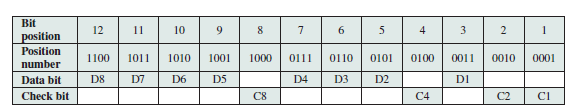 Bit position 12 11 10 9 8 7 6 5 4 3 2 1
Position number 1100 1011 1010 1001 1000 0111 0110 0101 0100 0011 0010 0001
Data bit D8 D7 D6 D5 D4 D3 D2 D1
Check bit C8 C4 C2 C1